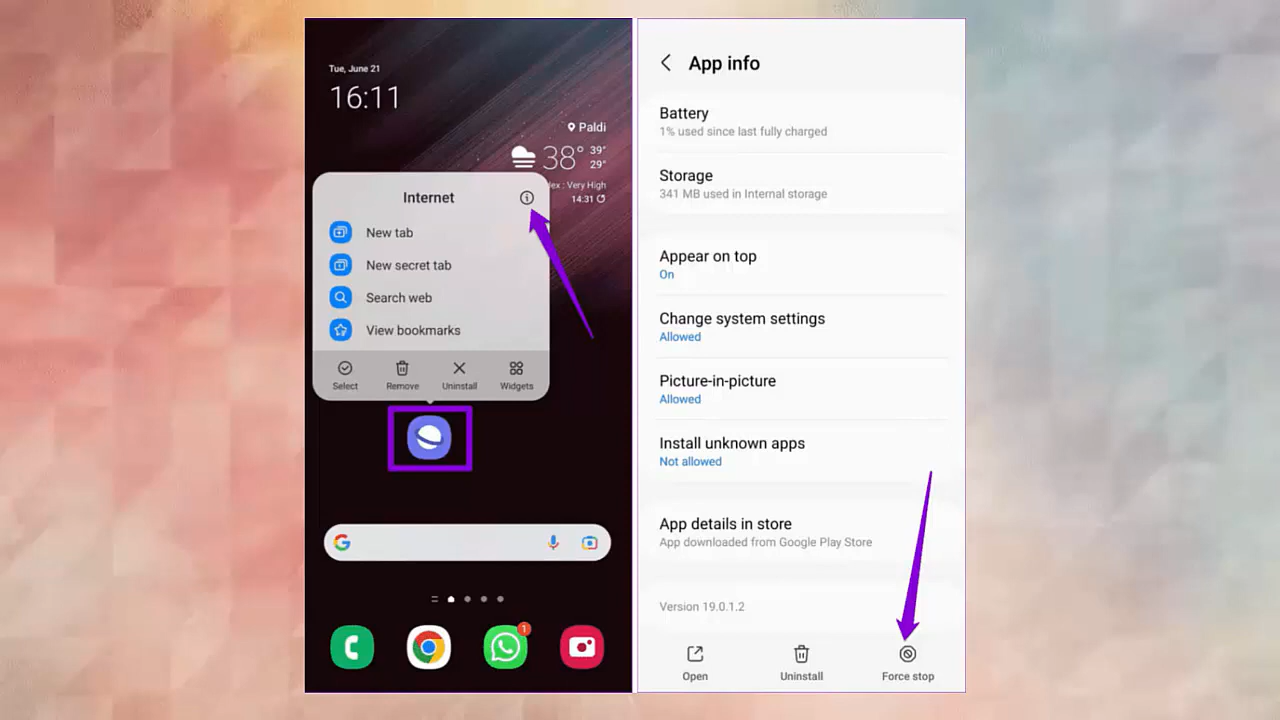 Tue, June 21
16:11
Paldi
38° 39°
29°
lex : Very High
14:31
Internet
New tab
New secret tab
Search web
View bookmarks
Select Remove Uninstall Widgets
1
App info
Battery
1% used since last fully charged
Storage
341 MB used in Internal storage
Appear on top
On
Change system settings
Allowed
Picture-in-picture
Allowed
Install unknown apps
Not allowed
App details in store
App downloaded from Google Play Store
Version 19.0.1.2
Open Uninstall Force stop